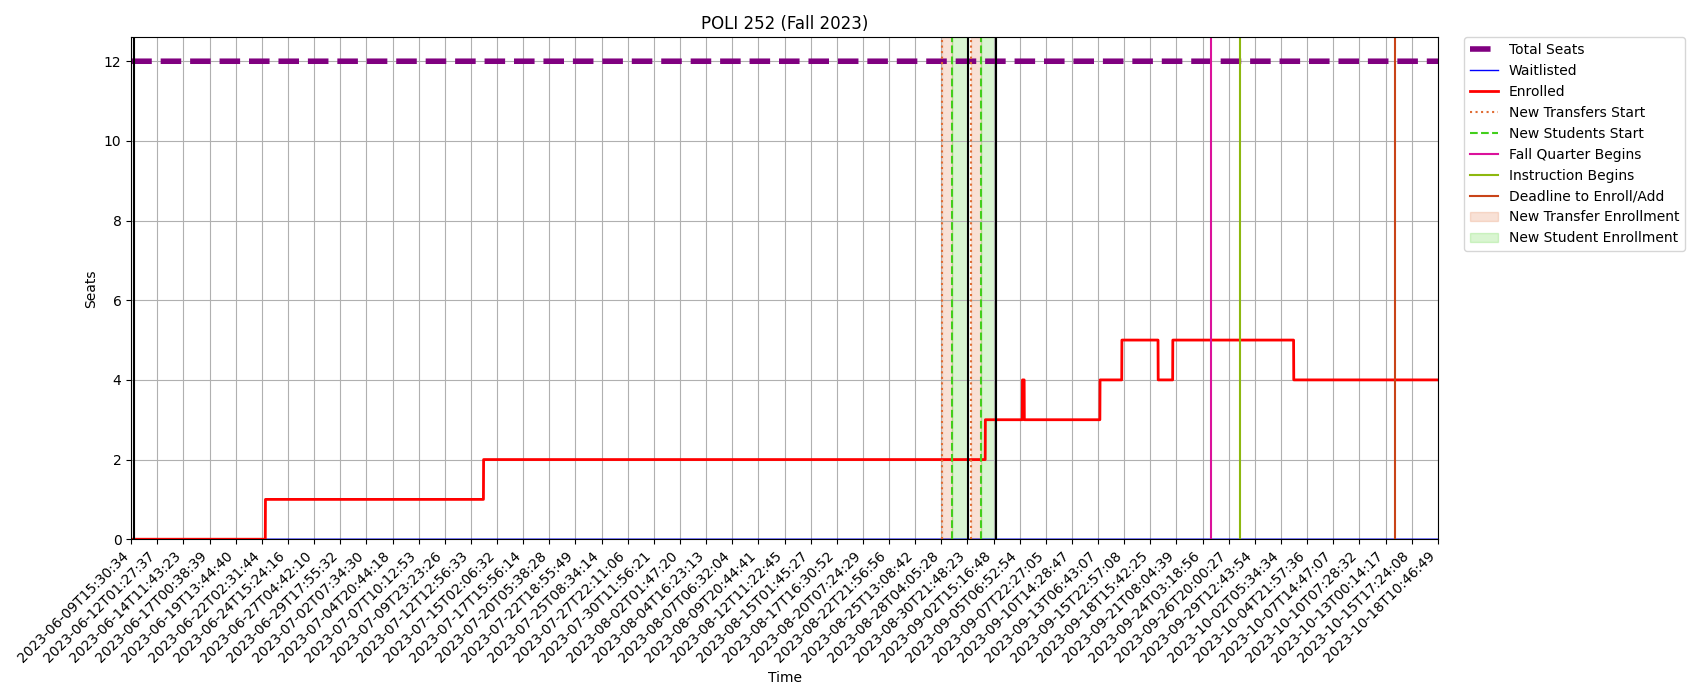 POLI 252 (Fall 2023)
Seats
12
10
8
6
4
2
0
2023-06-09T15:30:34
2023-06-12T01:27:37
2023-06-14T11:43:23
2023-06-17T00:38:39
2023-06-19T13:44:40
2023-06-22T02:31:44
2023-06-24T15:24:10
2023-06-27T04:42:10
2023-06-29T17:55:32
2023-07-02T07:34:30
2023-07-04T20:44:18
2023-07-07T10:12:53
2023-07-09T23:23:26
2023-07-12T12:56:33
2023-07-15T02:06:32
2023-07-17T15:56:14
2023-07-20T05:38:28
2023-07-22T18:55:49
2023-07-25T08:34:14
2023-07-27T22:11:06
2023-07-30T11:56:21
2023-08-02T01:47:20
2023-08-04T16:23:13
2023-08-07T06:32:04
2023-08-09T20:44:41
2023-08-12T11:22:45
2023-08-15T01:45:27
2023-08-17T16:30:52
2023-08-20T07:24:29
2023-08-22T21:56:56
2023-08-25T13:08:42
2023-08-28T04:05:28
2023-08-30T21:48:23
2023-09-02T15:16:48
2023-09-05T06:52:54
2023-09-07T22:27:05
2023-09-10T14:28:47
2023-09-13T06:43:07
2023-09-15T22:57:08
2023-09-18T15:42:25
2023-09-21T08:04:39
2023-09-24T03:18:56
2023-09-26T20:00:27
2023-09-29T12:43:54
2023-10-02T05:34:34
2023-10-04T21:57:36
2023-10-07T14:47:07
2023-10-10T07:28:32
2023-10-13T00:14:17
2023-10-15T17:24:08
2023-10-18T10:46:49
Time
Total Seats
Waitlisted
Enrolled
New Transfers Start
New Students Start
Fall Quarter Begins
Instruction Begins
Deadline to Enroll/Add
New Transfer Enrollment
New Student Enrollment